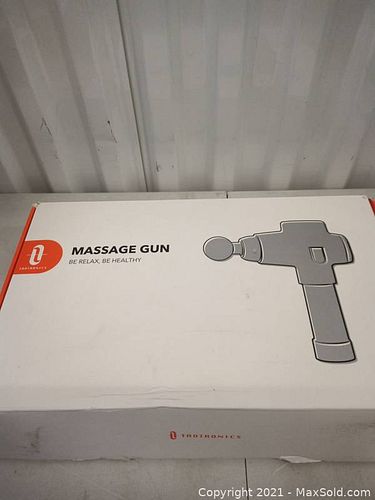 MASSAGE GUN
BE RELAX, BE HEALTHY
TAOTRONICS
TAOTRONICS
Copyright © 2021 - MaxSold.com